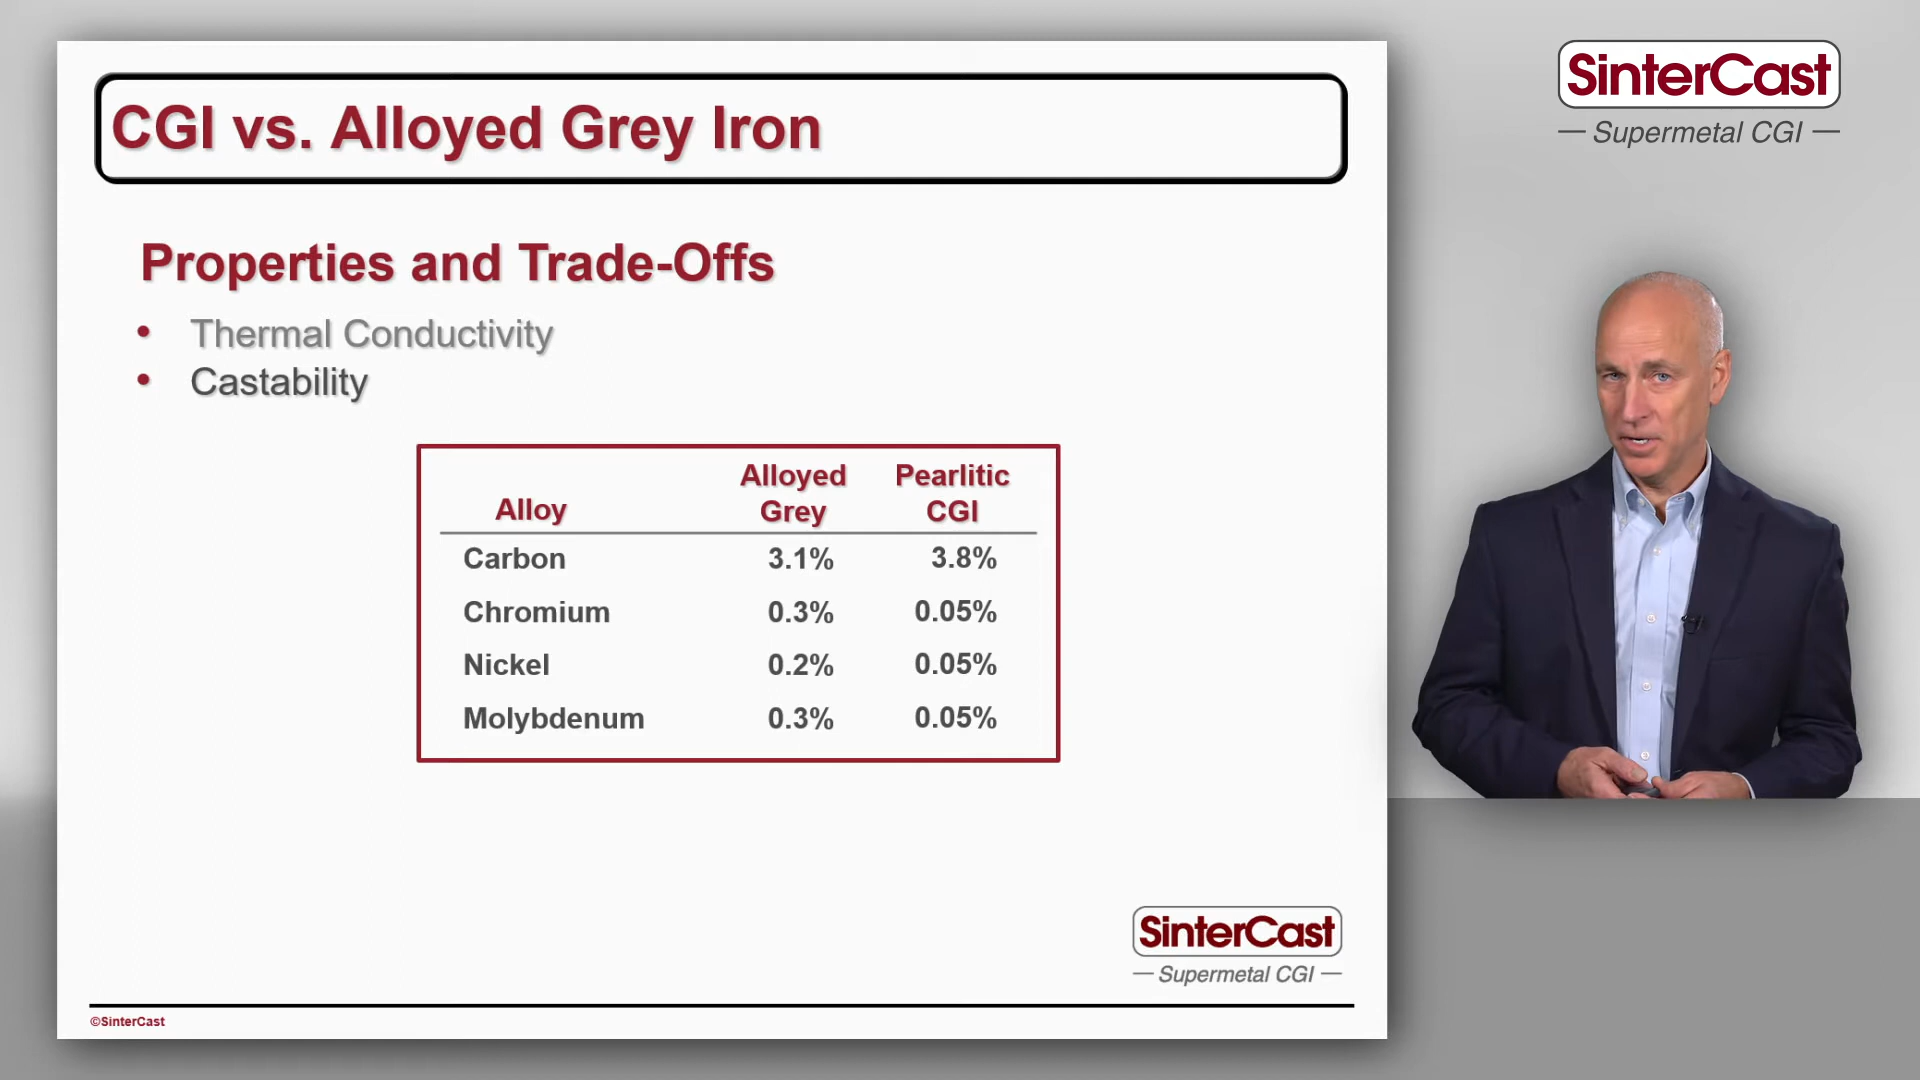 CGI vs. Alloyed Grey Iron
SinterCast
— Supermetal CGI —
Properties and Trade-Offs
• Thermal Conductivity
• Castability
Alloy Alloyed Grey Pearlitic CGI
Carbon 3.1% 3.8%
Chromium 0.3% 0.05%
Nickel 0.2% 0.05%
Molybdenum 0.3% 0.05%
SinterCast
— Supermetal CGI —
©SinterCast